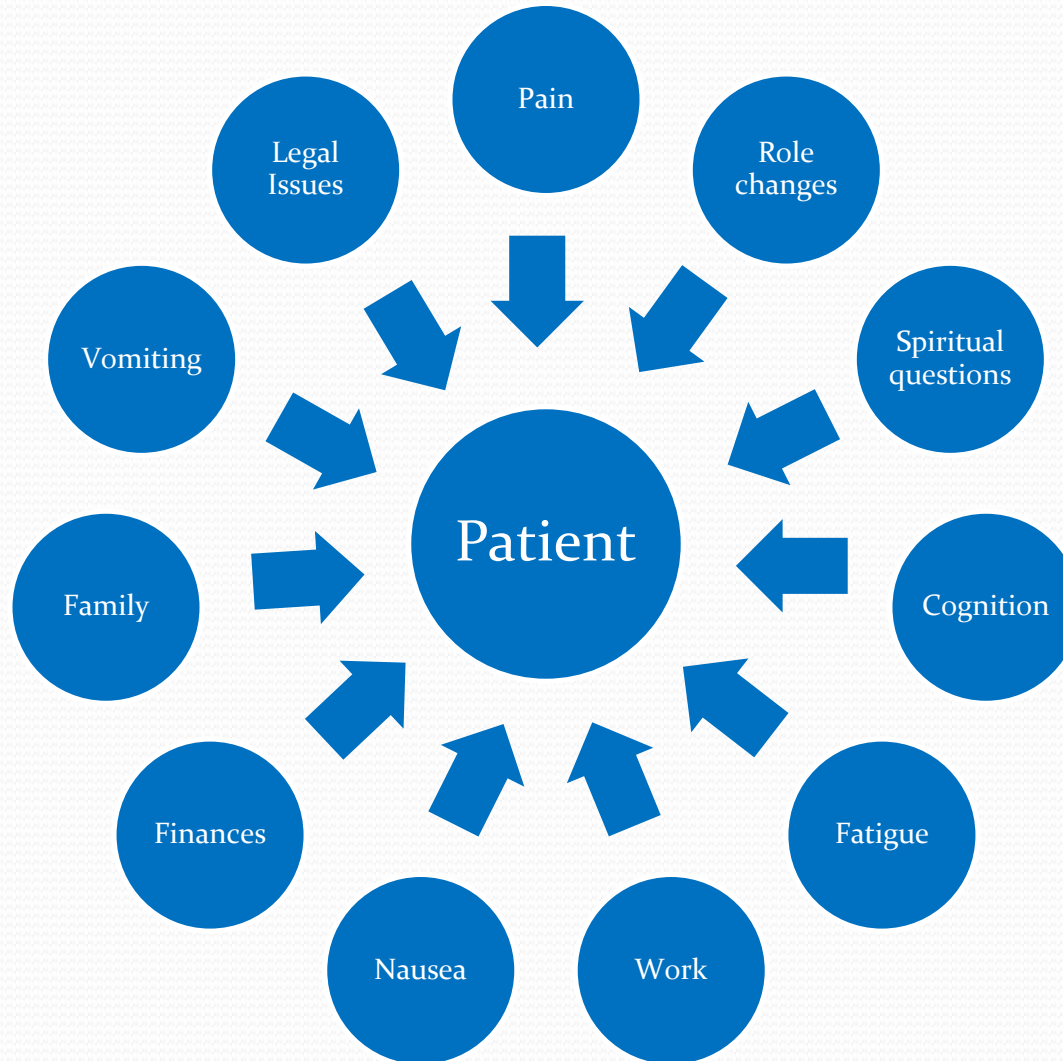 Pain
Legal
Issues
Role
changes
Vomiting
Spiritual
questions
Patient
Family
Cognition
Finances
Fatigue
Nausea
Work